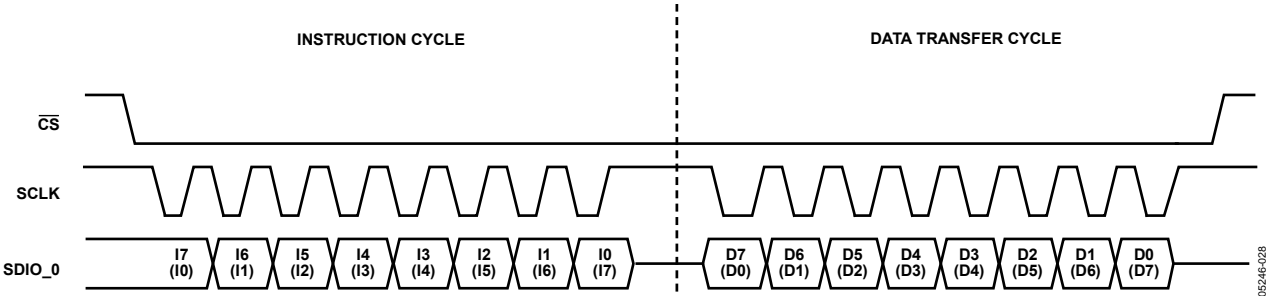 INSTRUCTION CYCLE
DATA TRANSFER CYCLE
CS
SCLK
SDIO_0
I7 I6 I5 I4 I3 I2 I1 I0 D7 D6 D5 D4 D3 D2 D1 D0
(I0) (I1) (I2) (I3) (I4) (I5) (I6) (I7) (D0) (D1) (D2) (D3) (D4) (D5) (D6) (D7)
05246-028